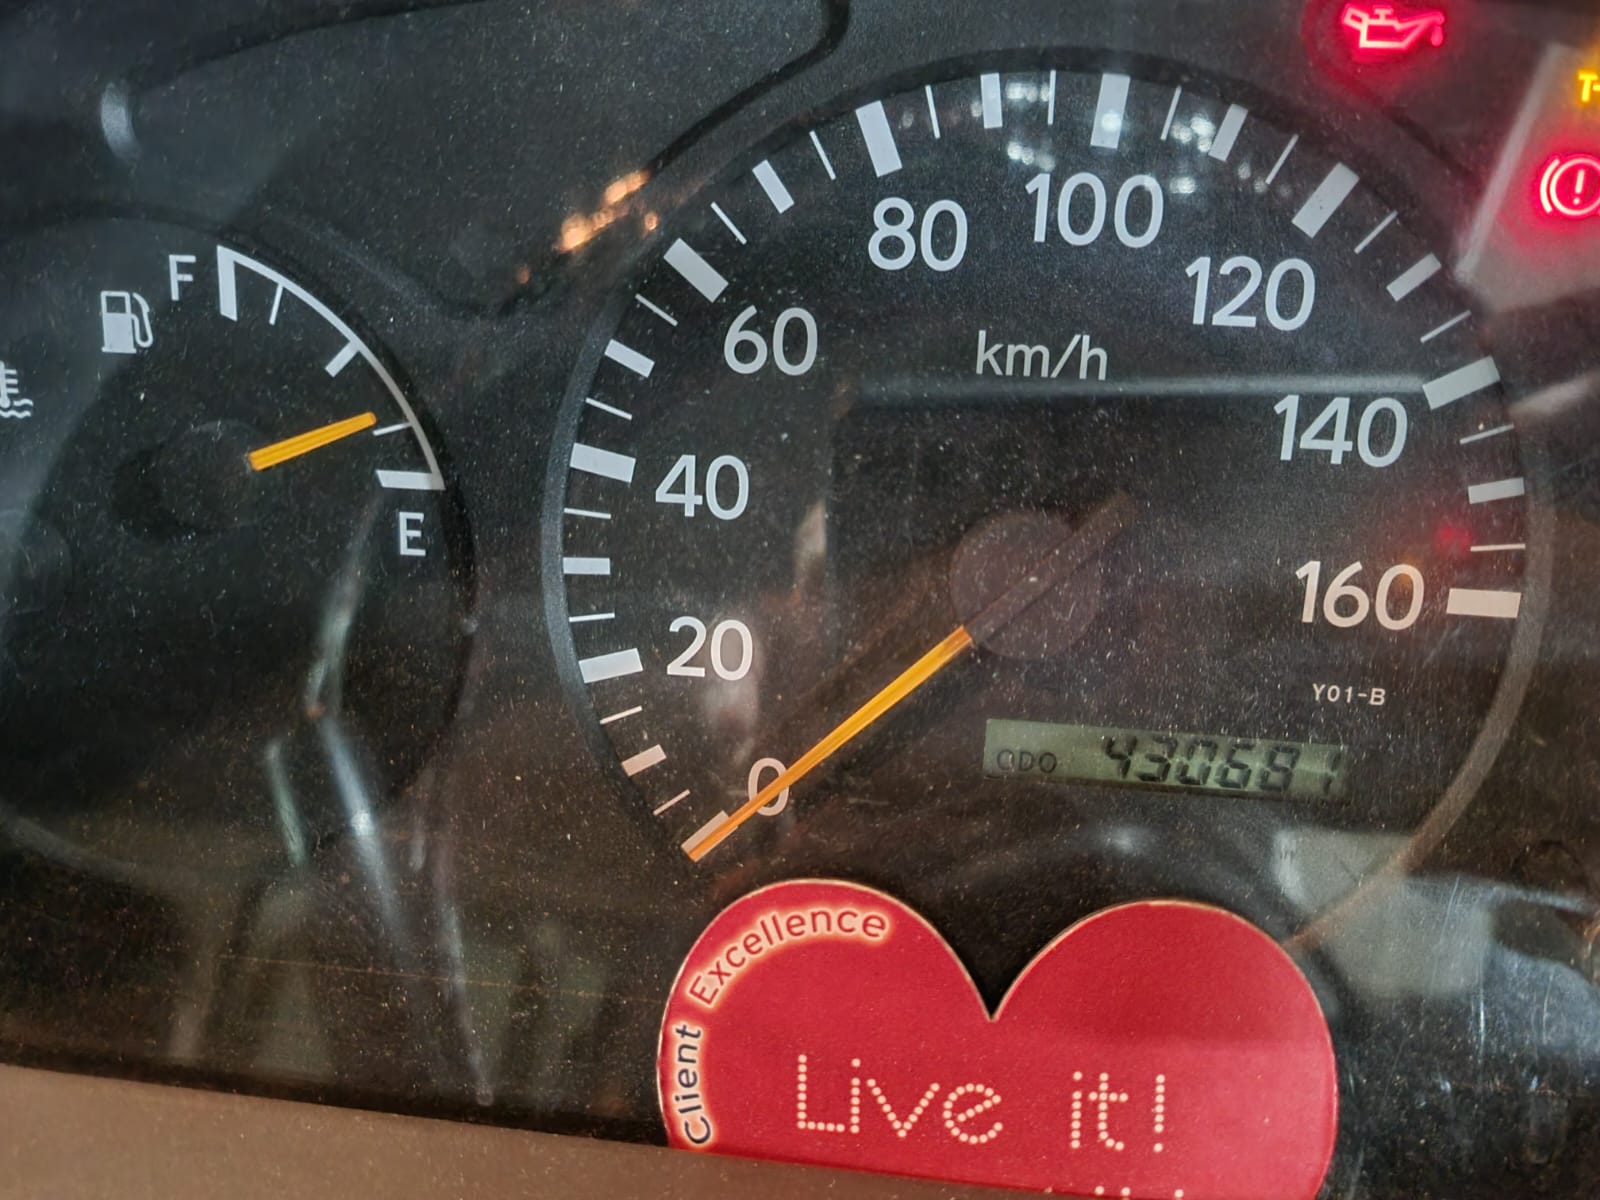 F
E
0
20
40
60
80
100
120
140
160
km/h
Y01-B
ODO 430681
T-
Client Excellence
Live it!